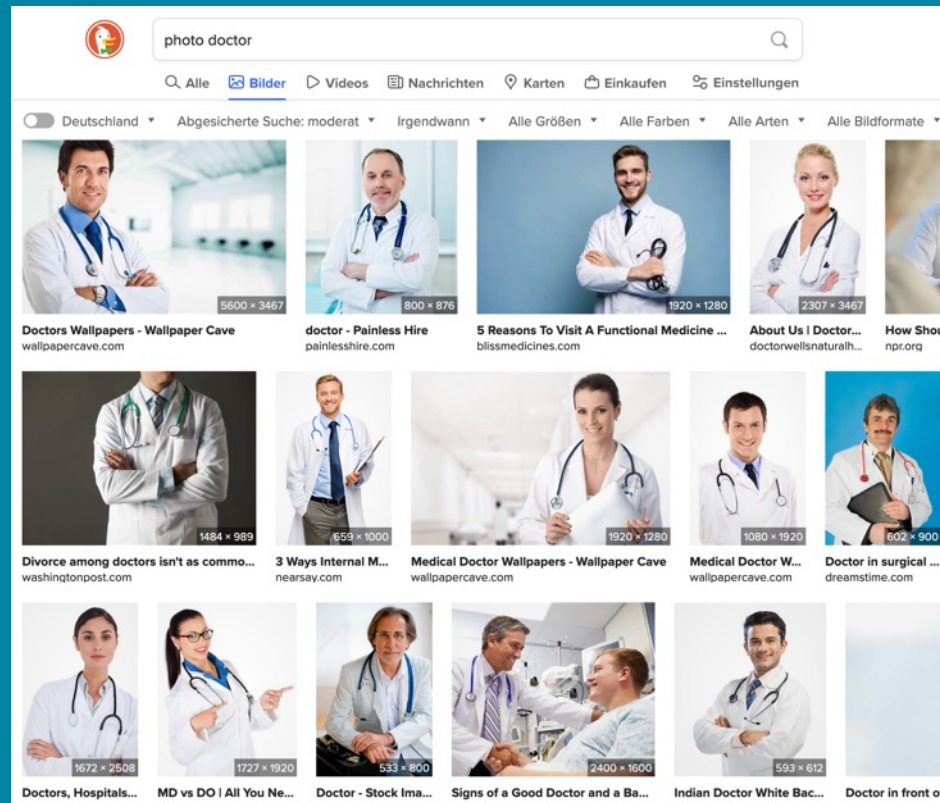 photo doctor
Alle Bilder Videos Nachrichten Karten Einkaufen Einstellungen
Deutschland Abgesicherte Suche: moderat Irgendwann Alle Größen Alle Farben Alle Arten Alle Bildformate
5600 × 3467 800 × 876 1920 × 1280 2307 × 3467
Doctors Wallpapers - Wallpaper Cave doctor - Painless Hire 5 Reasons To Visit A Functional Medicine ... About Us | Doctor... How Shou
wallpapercave.com painlesshire.com blissmedicines.com doctorwellsnaturalh... npr.org
1484 × 989 659 × 1000 1920 × 1280 1080 × 1920 602 × 900
Divorce among doctors isn't as commo... 3 Ways Internal M... Medical Doctor Wallpapers - Wallpaper Cave Medical Doctor W... Doctor in surgical ...
washingtonpost.com nearsay.com wallpapercave.com wallpapercave.com dreamstime.com
1672 × 2508 1727 × 1920 533 × 800 2400 × 1600 593 × 612
Doctors, Hospitals... MD vs DO | All You Ne... Doctor - Stock Ima... Signs of a Good Doctor and a Ba... Indian Doctor White Bac... Doctor in front o